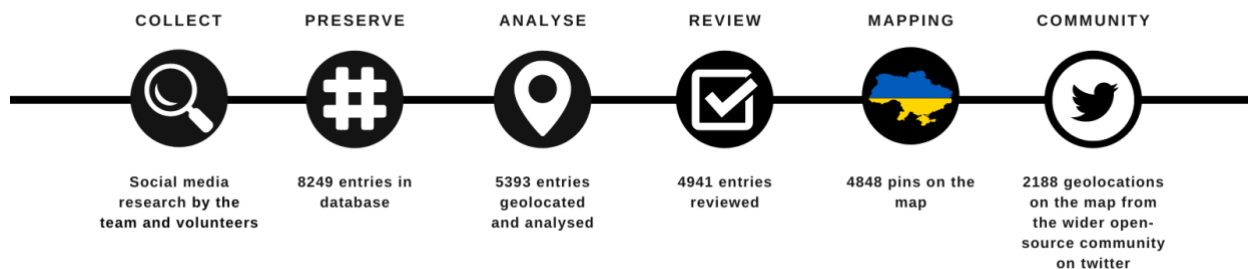 COLLECT
PRESERVE
ANALYSE
REVIEW
MAPPING
COMMUNITY
Social media
research by the
team and volunteers
8249 entries in
database
5393 entries
geolocated
and analysed
4941 entries
reviewed
4848 pins on the
map
2188 geolocations
on the map from
the wider open-
source community
on twitter